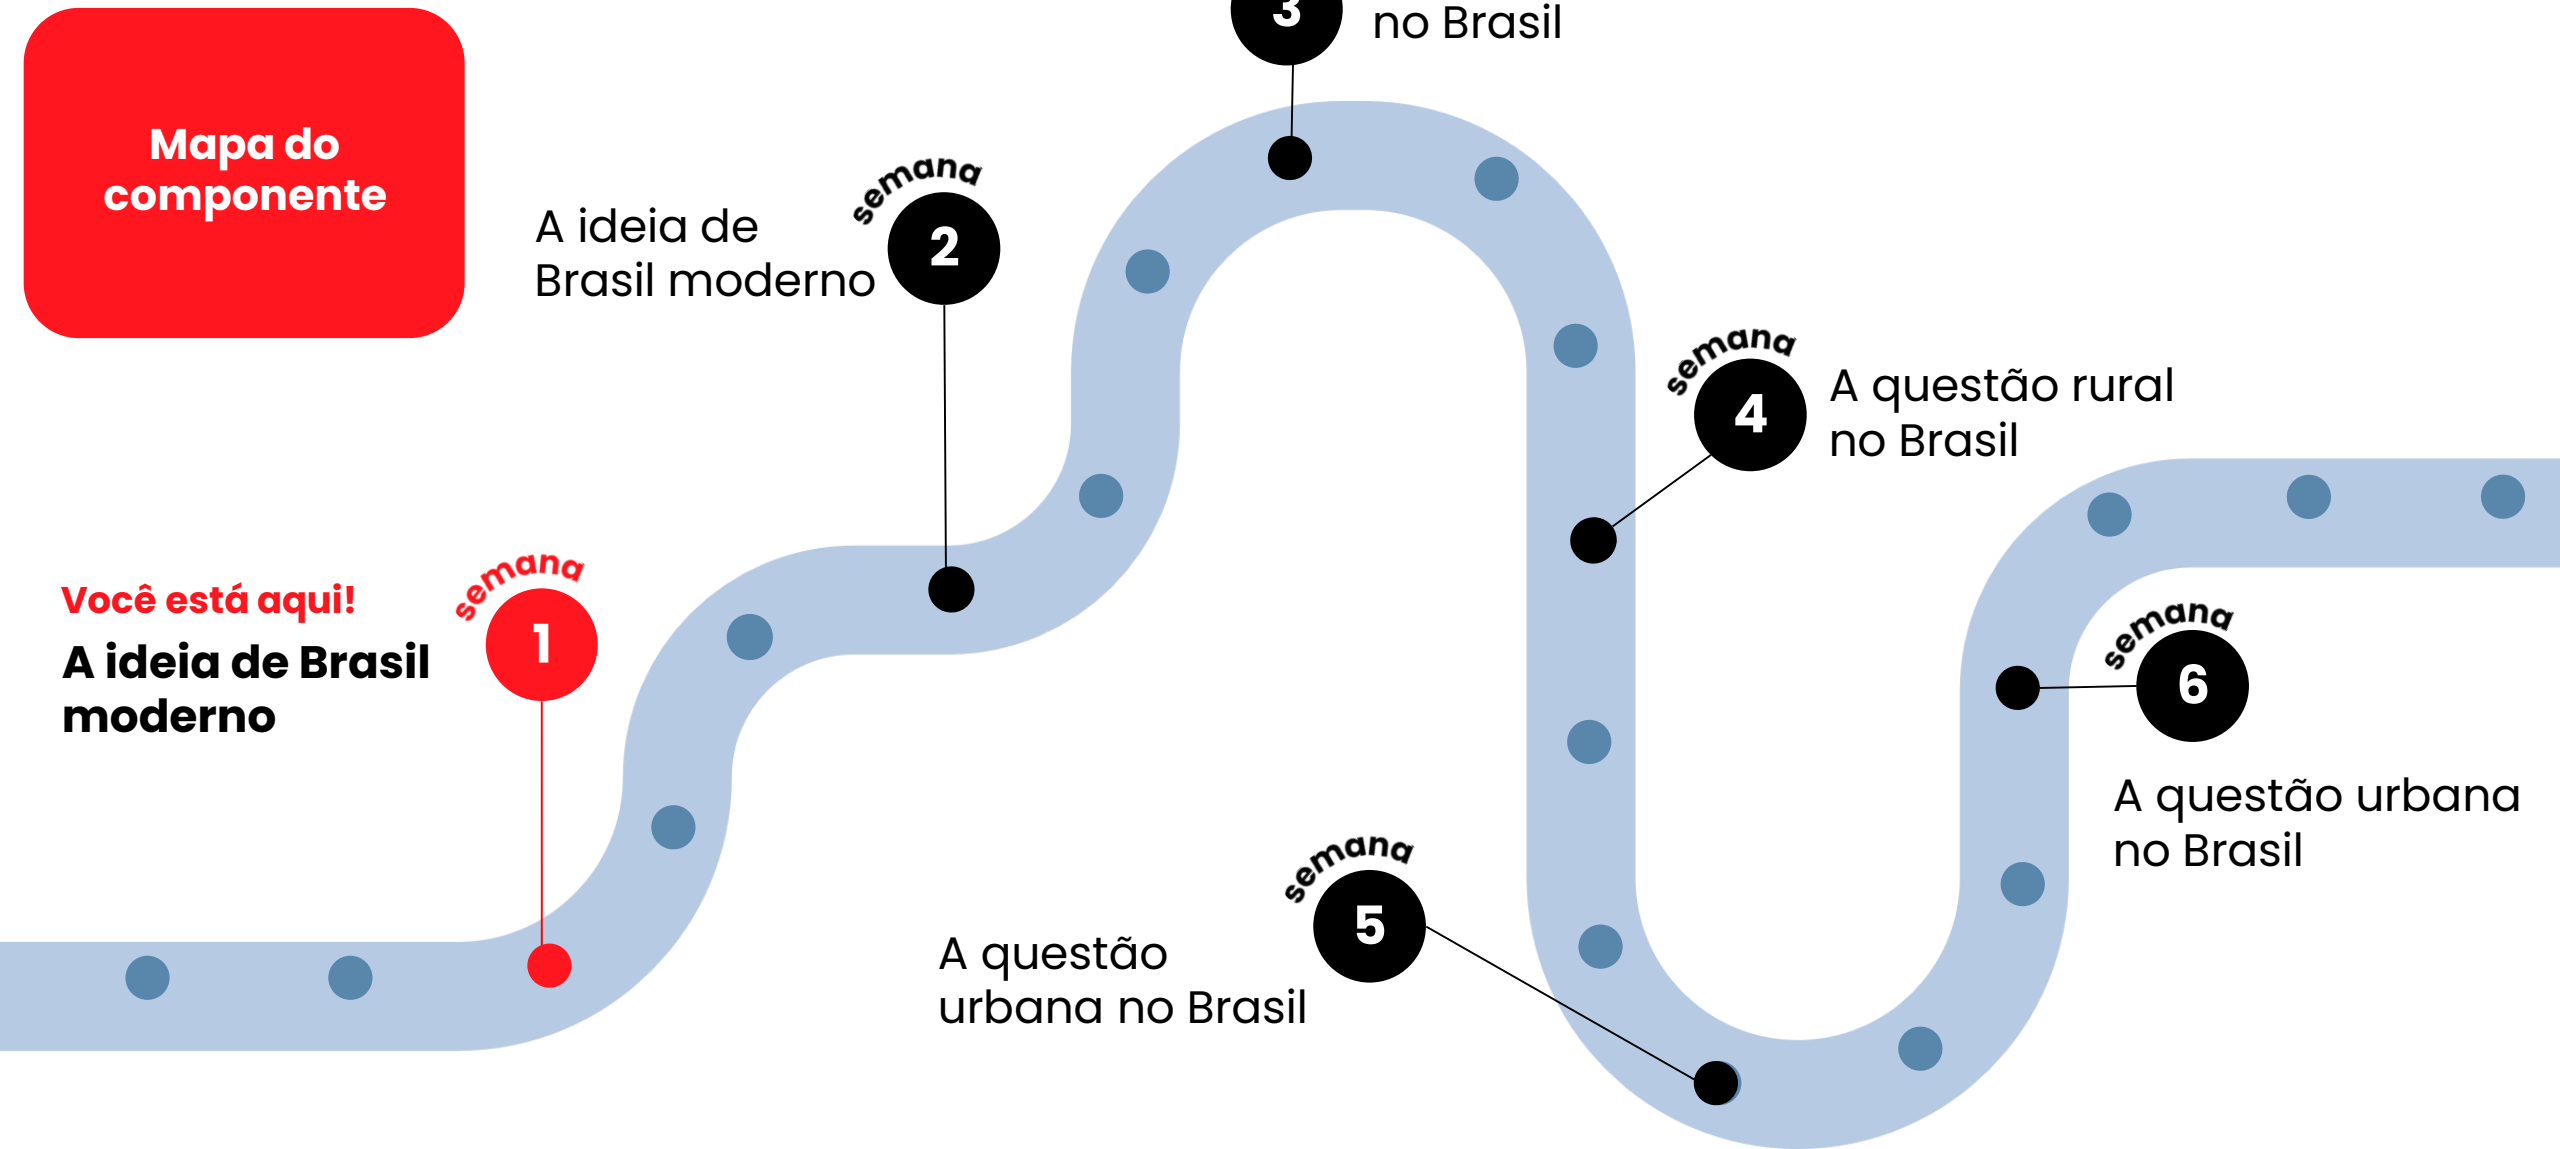 Mapa do
componente
3
no Brasil
semana
2
A ideia de
Brasil moderno
semana
4
A questão rural
no Brasil
Você está aqui!
semana
1
A ideia de Brasil
moderno
semana
6
A questão urbana
no Brasil
semana
5
A questão
urbana no Brasil